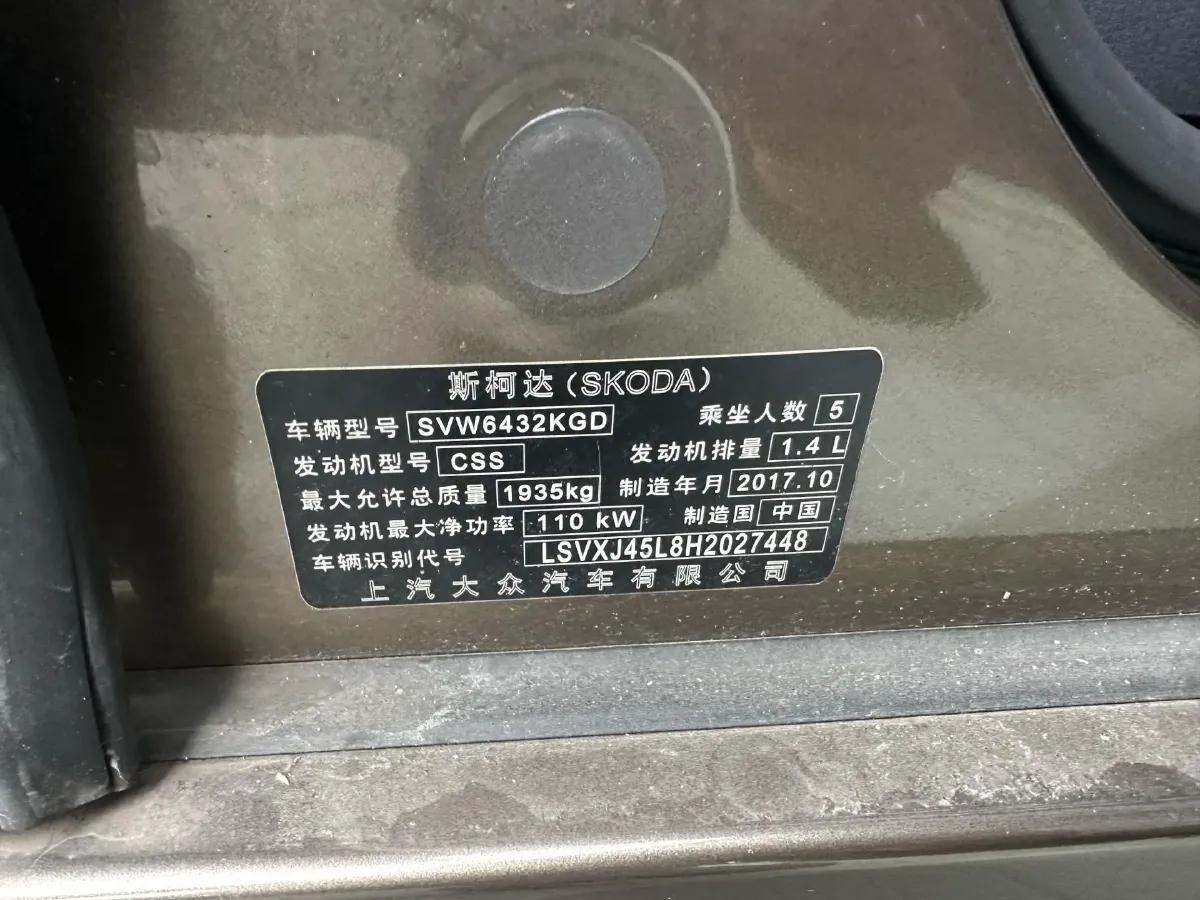 斯柯达(SKODA)
车辆型号 SVW6432KGD 乘坐人数 5
发动机型号 CSS 发动机排量 1.4 L
最大允许总质量 1935kg 制造年月 2017.10
发动机最大净功率 110 kW 制造国 中国
车辆识别代号 LSVXJ45L8H2027448
上汽大众汽车有限公司